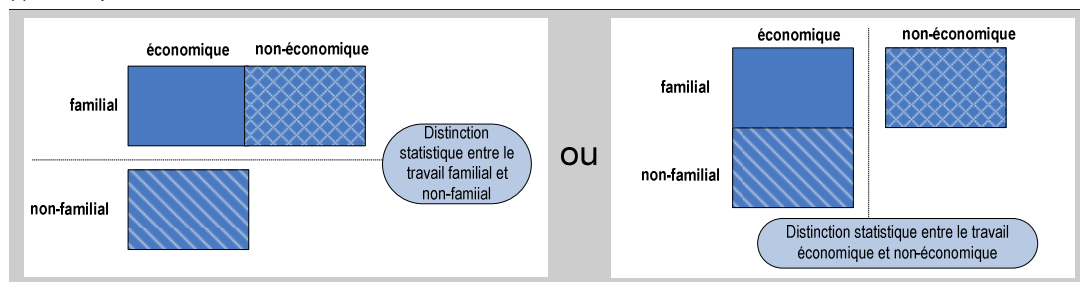 économique non-économique
familial
non-familial
Distinction
statistique entre le
travail familial et
non-familal
ou
économique non-économique
familial
non-familial
Distinction statistique entre le travail
économique et non-économique